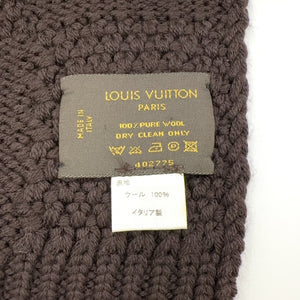 LOUIS VUITTON
PARIS
MADE IN
ITALY
100% PURE WOOL
DRY CLEAN ONLY
402775
表地
ウール 100%
イタリア製